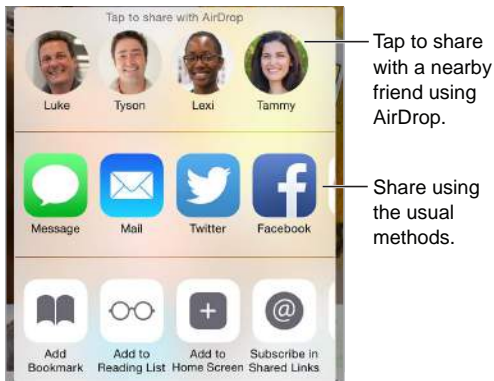 Tap to share with AirDrop
Luke Tyson Lexi Tammy
Tap to share
with a nearby
friend using
AirDrop.
Message Mail Twitter Facebook
Share using
the usual
methods.
Add Add to Add to Subscribe in
Bookmark Reading List Home Screen Shared Links